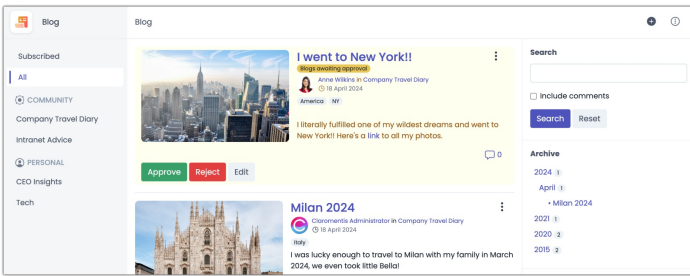 Blog
Blog
Subscribed
All
COMMUNITY
Company Travel Diary
Intranet Advice
PERSONAL
CEO Insights
Tech
I went to New York!!
Blogs awaiting approval
Anne Wilkins in Company Travel Diary
18 April 2024
America NY
I literally fulfilled one of my wildest dreams and went to
New York!! Here's a link to all my photos.
0
Approve Reject Edit
Milan 2024
Claromentis Administrator in Company Travel Diary
18 April 2024
Italy
I was lucky enough to travel to Milan with my family in March
2024, we even took little Bella!
Search
Include comments
Search Reset
Archive
2024 1
April 1
• Milan 2024
2021 1
2020 2
2015 2